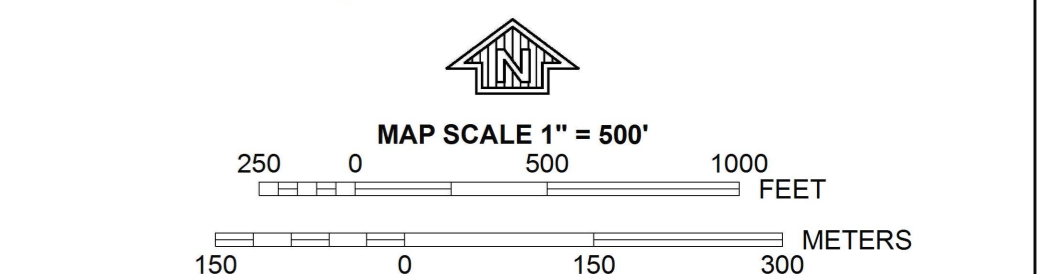 N
MAP SCALE 1" = 500'
250 0 500 1000
FEET
METERS
150 0 150 300